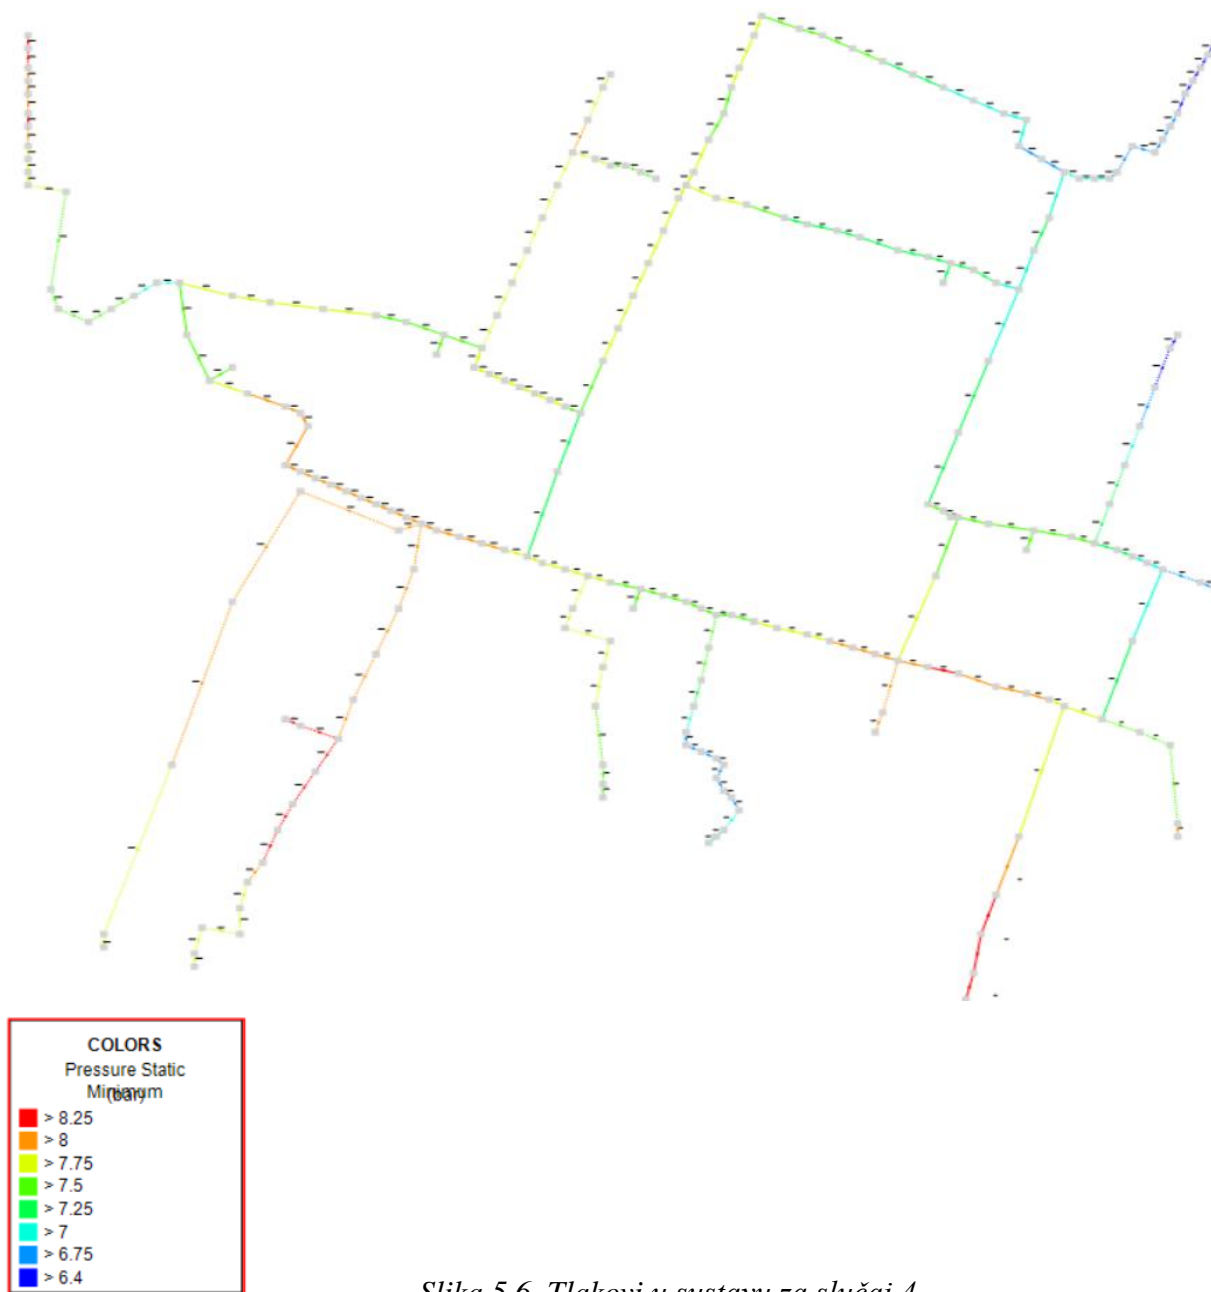 COLORS
Pressure Static
Minimum
(bar)
> 8.25
> 8
> 7.75
> 7.5
> 7.25
> 7
> 6.75
> 6.4
Slika 5.6. Tlakovi u sustavu za slučaj 4